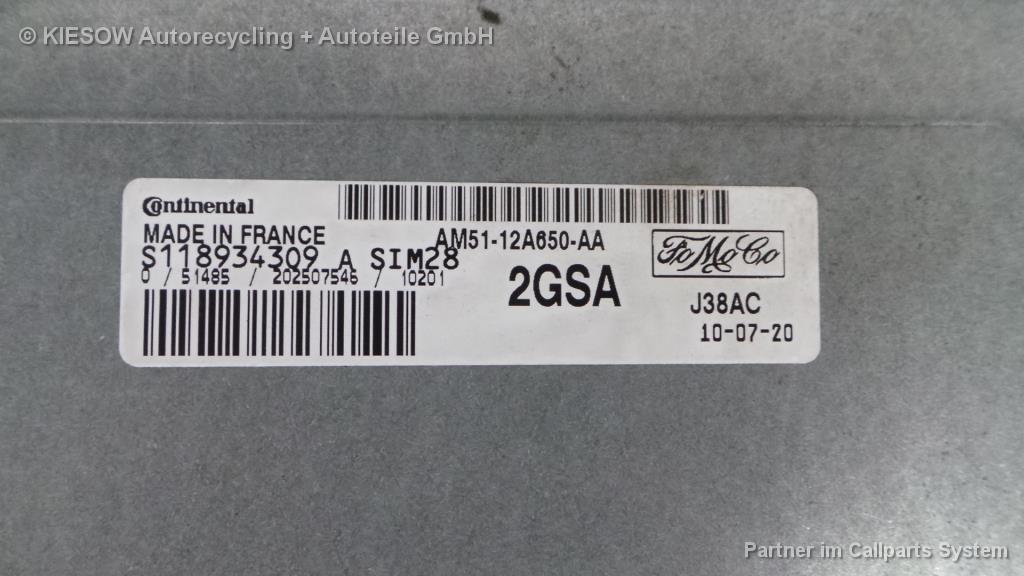 © KIESOW Autorecycling + Autoteile GmbH
Continental
MADE IN FRANCE
AM51-12A650-AA
FoMoCo
S118934309 A SIM28
0 / 51485 / 202507546 / 10201
2GSA
J38AC
10-07-20
Partner im Callparts System